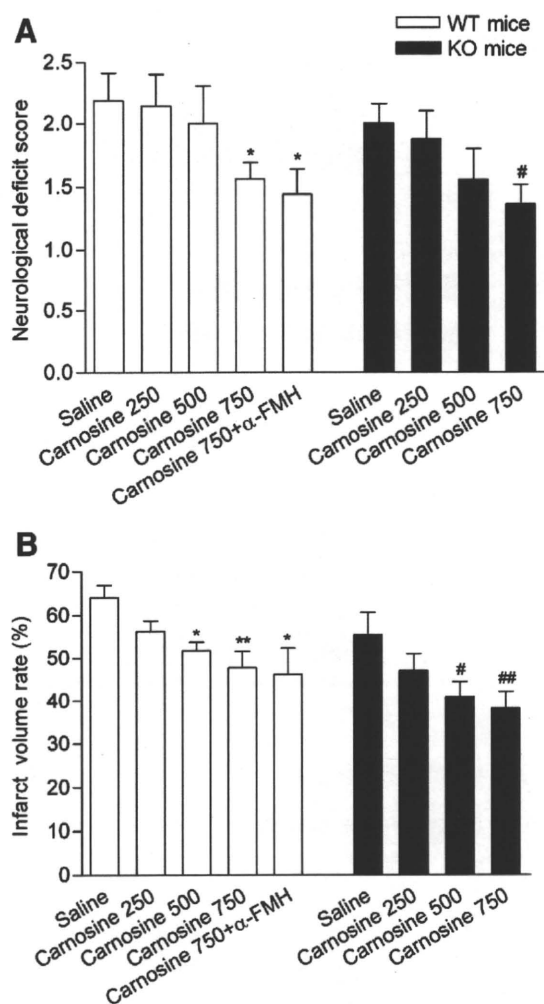 A
WT mice
KO mice
Neurological deficit score
2.5
2.0
1.5
1.0
0.5
0.0
*
*
#
Saline
Carnosine 250
Carnosine 500
Carnosine 750
Carnosine 750+α-FMH
Saline
Carnosine 250
Carnosine 500
Carnosine 750
B
Infarct volume rate (%)
70
60
50
40
30
20
10
0
*
**
*
#
##
Saline
Carnosine 250
Carnosine 500
Carnosine 750
Carnosine 750+α-FMH
Saline
Carnosine 250
Carnosine 500
Carnosine 750